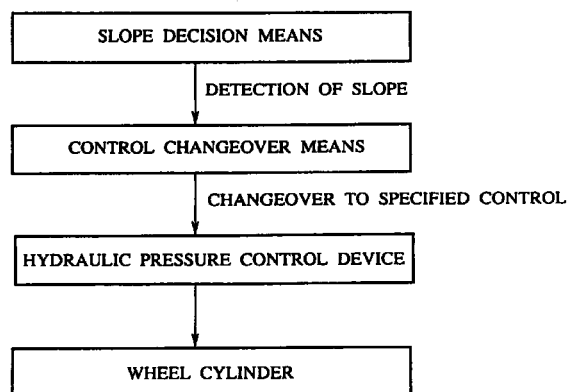 SLOPE DECISION MEANS
DETECTION OF SLOPE
CONTROL CHANGEOVER MEANS
CHANGEOVER TO SPECIFIED CONTROL
HYDRAULIC PRESSURE CONTROL DEVICE
WHEEL CYLINDER